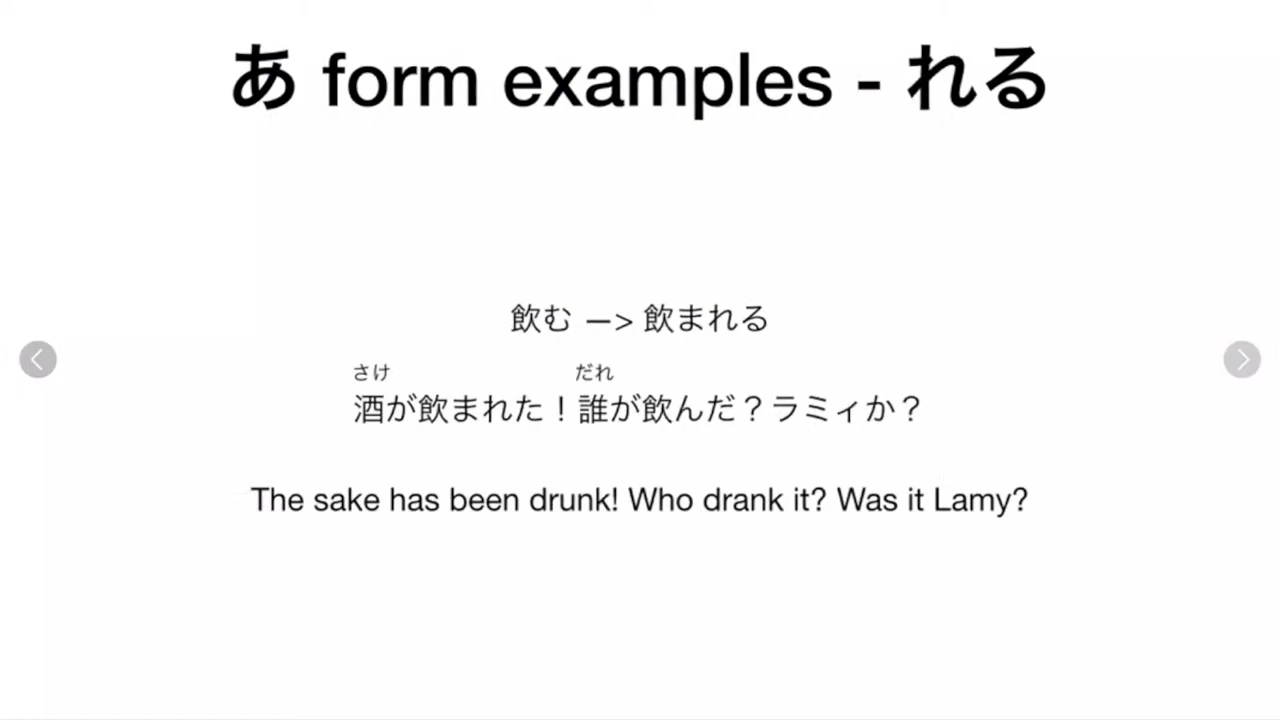 あ form examples - れる
飲む —> 飲まれる
さけ だれ
酒が飲まれた！誰が飲んだ？ラミィか？
The sake has been drunk! Who drank it? Was it Lamy?